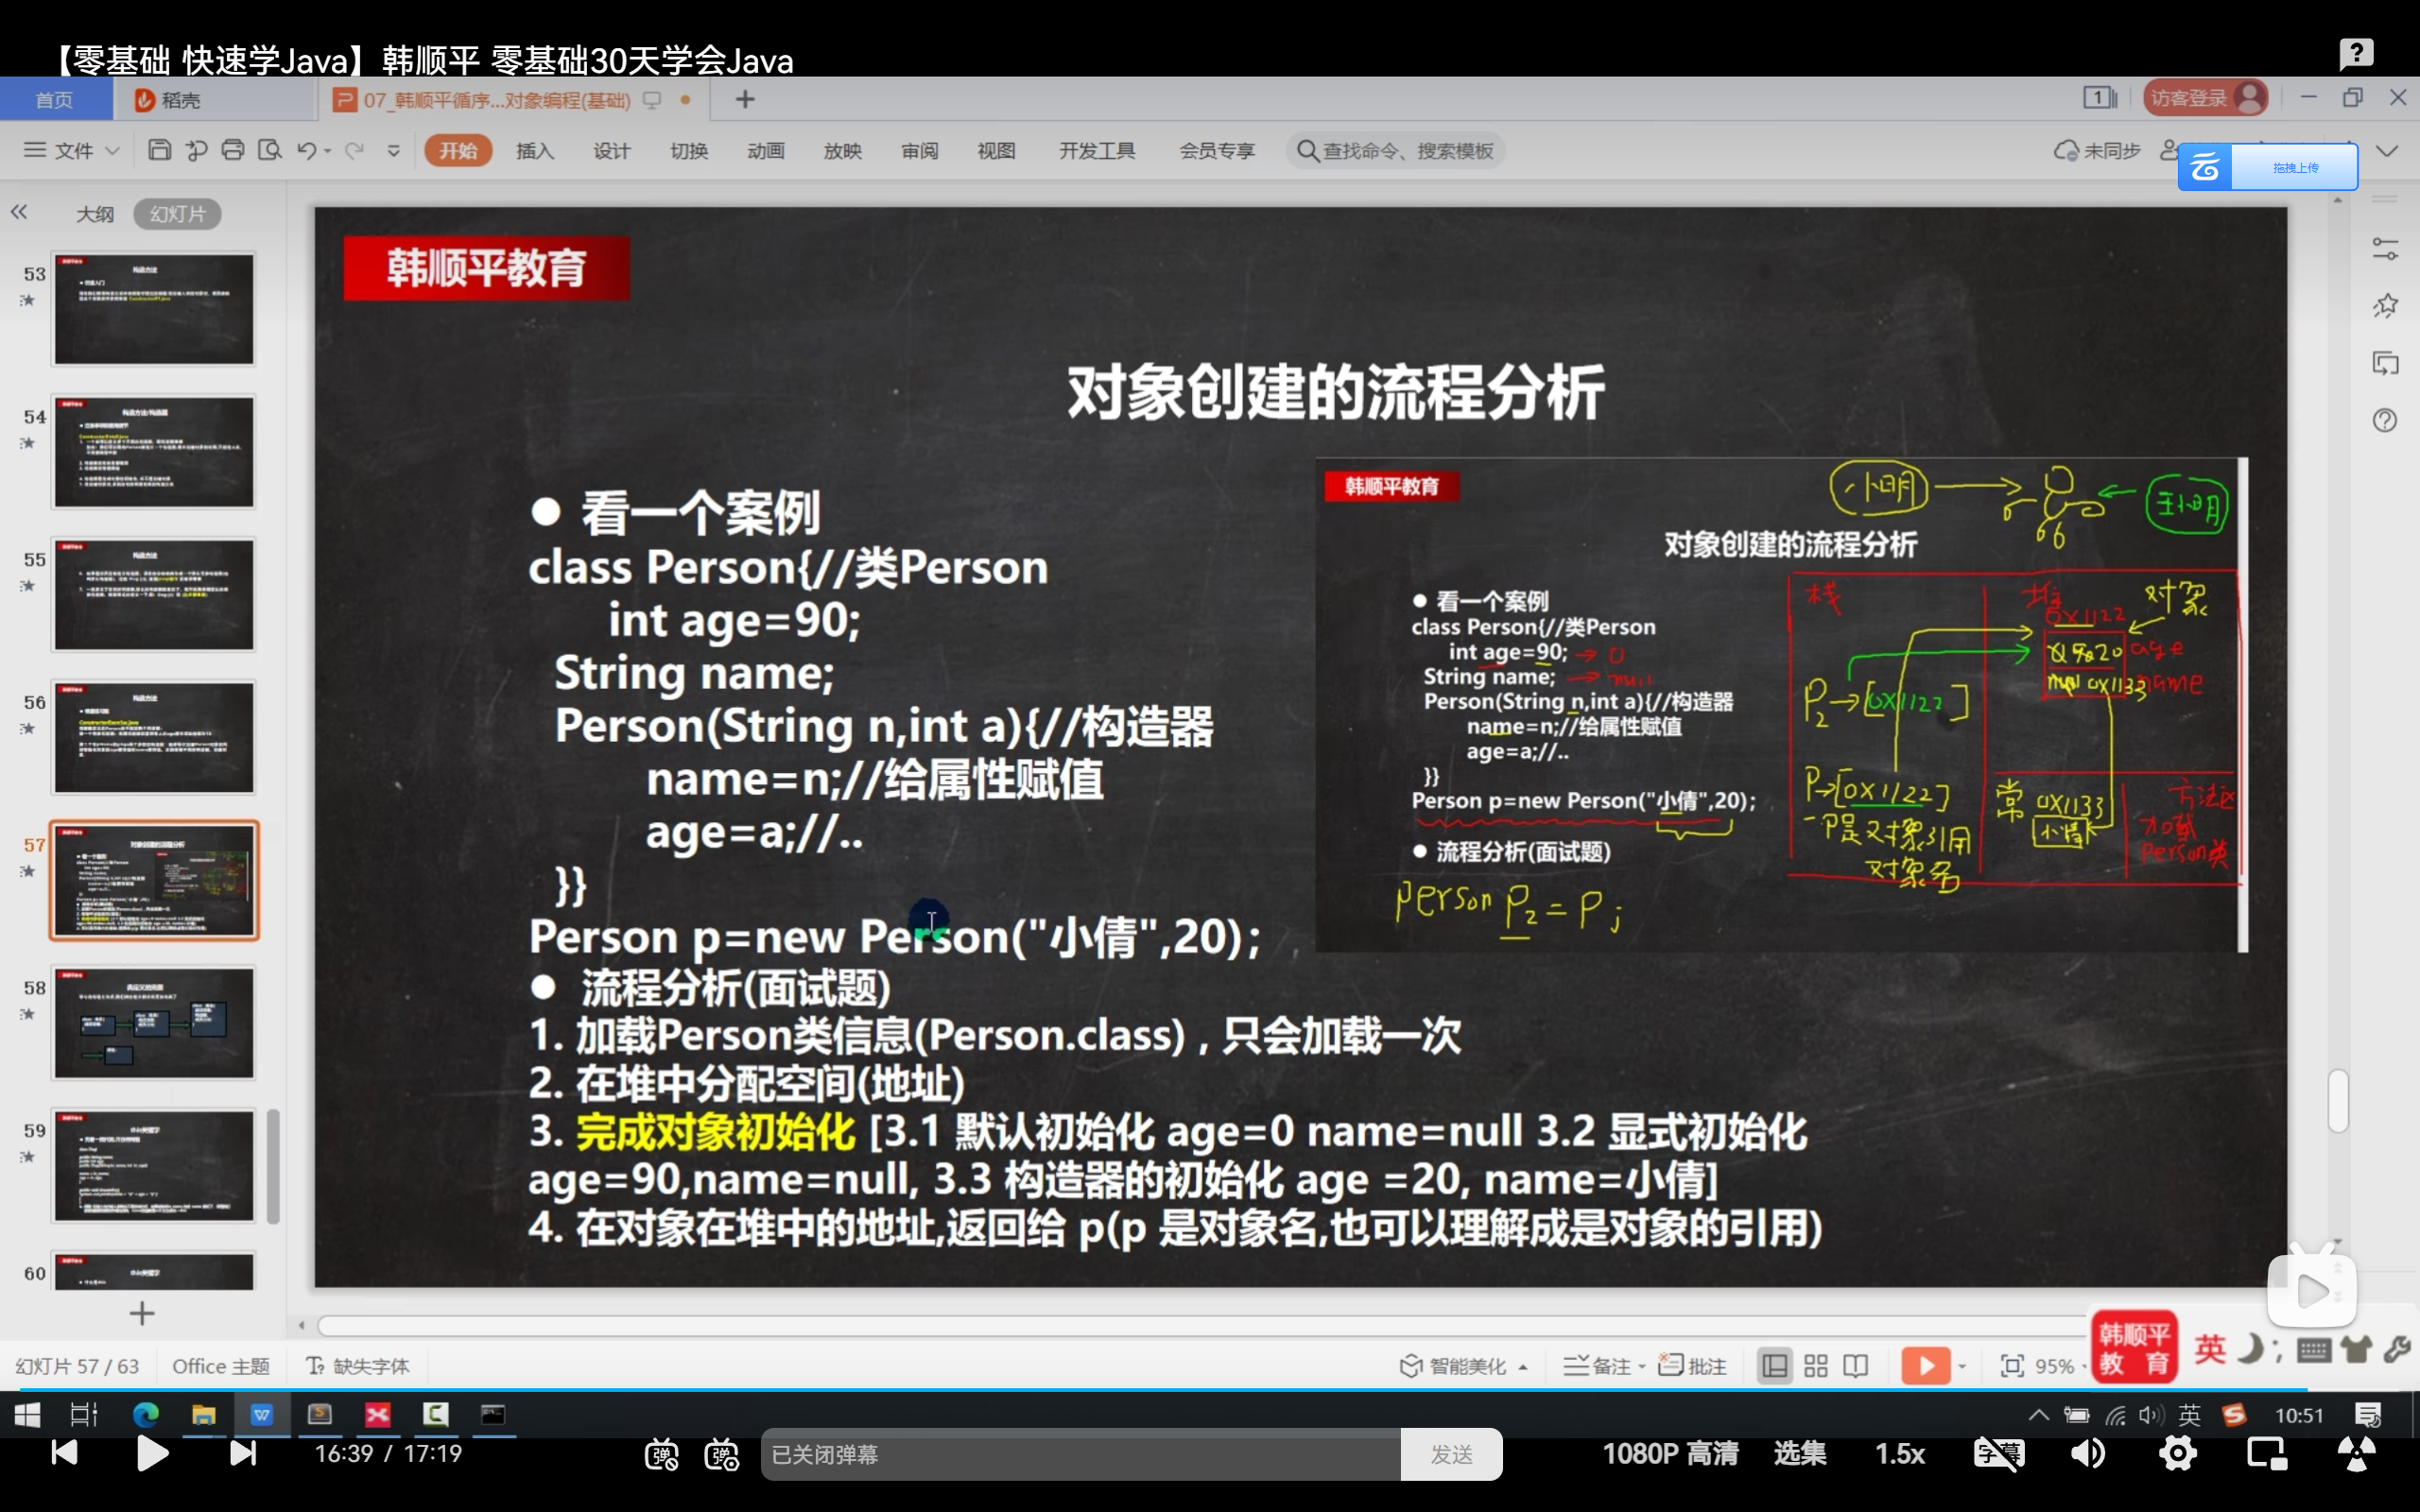 【零基础 快速学Java】韩顺平 零基础30天学会Java
首页
稻壳
07_韩顺平循序...对象编程(基础)
1
访客登录
文件
开始
插入
设计
切换
动画
放映
审阅
视图
开发工具
会员专享
查找命令、搜索模板
未同步
拖拽上传
大纲
幻灯片
53
54
55
56
57
58
59
60
韩顺平教育
对象创建的流程分析
● 看一个案例
class Person{//类Person
int age=90;
String name;
Person(String n,int a){//构造器
name=n;//给属性赋值
age=a;//..
}}
Person p=new Person("小倩",20);
● 流程分析(面试题)
1. 加载Person类信息(Person.class) , 只会加载一次
2. 在堆中分配空间(地址)
3. 完成对象初始化 [3.1 默认初始化 age=0 name=null 3.2 显式初始化
age=90,name=null, 3.3 构造器的初始化 age =20, name=小倩]
4. 在对象在堆中的地址,返回给 p(p 是对象名,也可以理解成是对象的引用)
韩顺平教育
小明
王小明
对象创建的流程分析
● 看一个案例
class Person{//类Person
int age=90; → 0
String name; → null
Person(String n,int a){//构造器
name=n;//给属性赋值
age=a;//..
}}
Person p=new Person("小倩",20);
● 流程分析(面试题)
Person P2 = P;
栈
堆
对象
0x1122
age
0x1133
name
P2→[0x1122]
P→[0x1122]
P是对象引用
对象名
常
0x1133
小倩
方法区
加载
Person类
幻灯片 57 / 63
Office 主题
缺失字体
智能美化
备注
批注
95%
韩顺平
教 育
英
英
10:51
16:39 / 17:19
弹
弹
已关闭弹幕
发送
1080P 高清
选集
1.5x
字幕